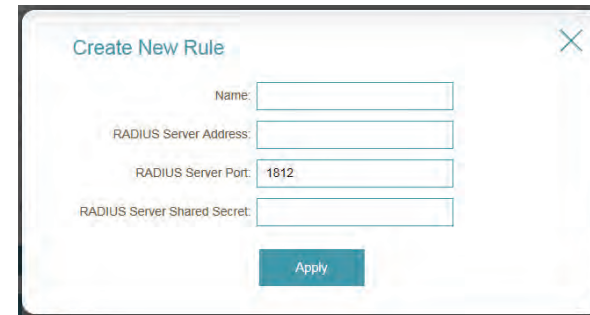 Create New Rule
Name:
RADIUS Server Address:
RADIUS Server Port: 1812
RADIUS Server Shared Secret:
Apply